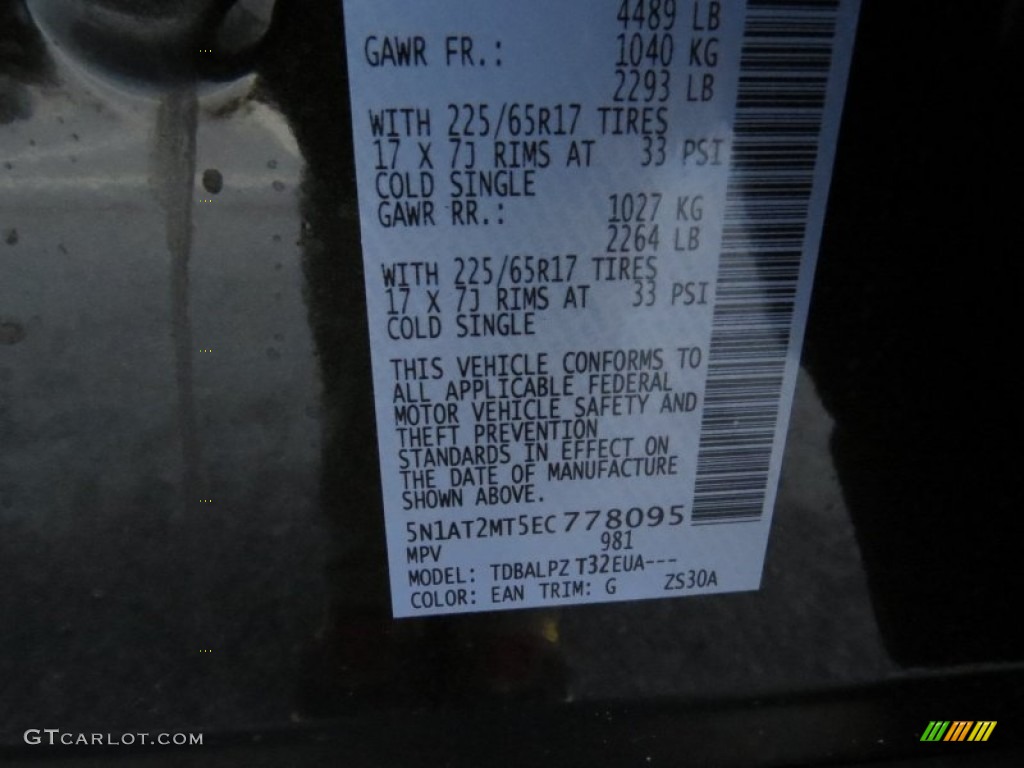 4489 LB
GAWR FR.: 1040 KG
2293 LB
WITH 225/65R17 TIRES
17 X 7J RIMS AT 33 PSI
COLD SINGLE
GAWR RR.: 1027 KG
2264 LB
WITH 225/65R17 TIRES
17 X 7J RIMS AT 33 PSI
COLD SINGLE
THIS VEHICLE CONFORMS TO
ALL APPLICABLE FEDERAL
MOTOR VEHICLE SAFETY AND
THEFT PREVENTION
STANDARDS IN EFFECT ON
THE DATE OF MANUFACTURE
SHOWN ABOVE.
5N1AT2MT5EC778095
MPV 981
MODEL: TDBALPZ T32EUA---
COLOR: EAN TRIM: G ZS30A
GTCARLOT.COM